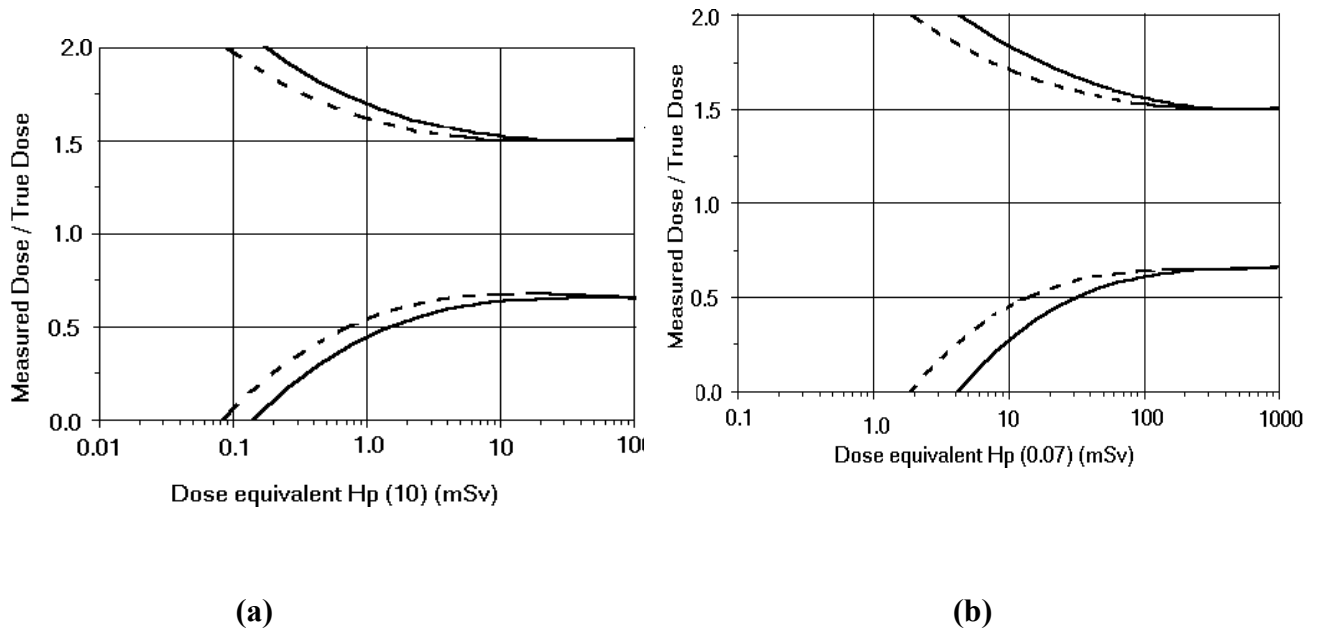 2.0
1.5
1.0
0.5
0.0
Measured Dose / True Dose
0.01 0.1 1.0 10
Dose equivalent Hp (10) (mSv)
(a)
2.0
1.5
1.0
0.5
0.0
Measured Dose / True Dose
0.1 1.0 10 100 1000
Dose equivalent Hp (0.07) (mSv)
(b)